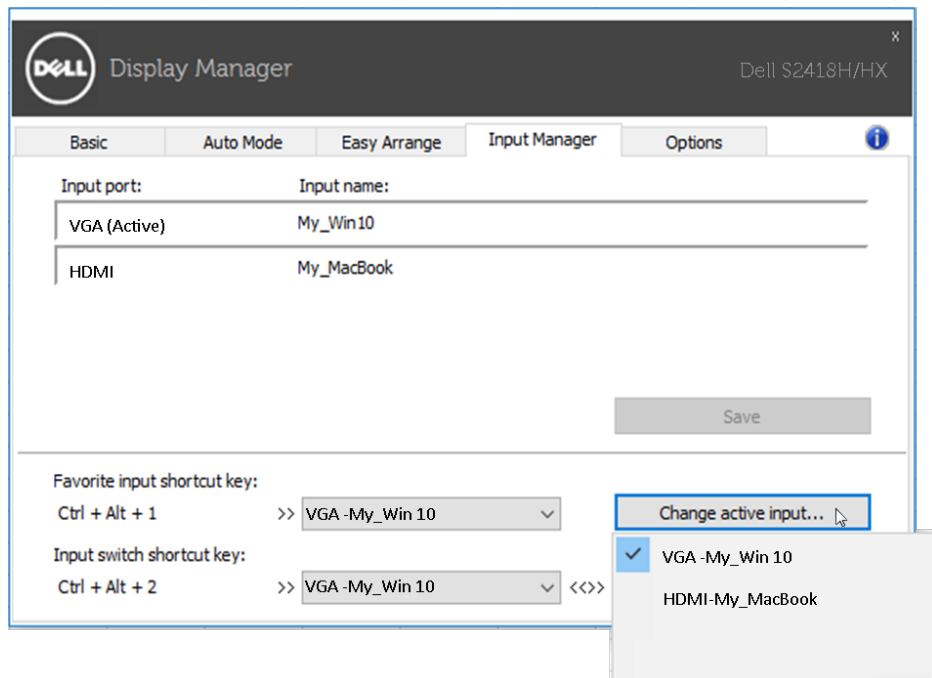 DELL Display Manager
x
Dell S2418H/HX
Basic Auto Mode Easy Arrange Input Manager Options i
Input port: Input name:
VGA (Active) My_Win10
HDMI My_MacBook
Save
Favorite input shortcut key:
Ctrl + Alt + 1 >> VGA -My_Win 10 Change active input...
Input switch shortcut key:
VGA -My_Win 10
Ctrl + Alt + 2 >> VGA -My_Win 10 <<>>
HDMI-My_MacBook